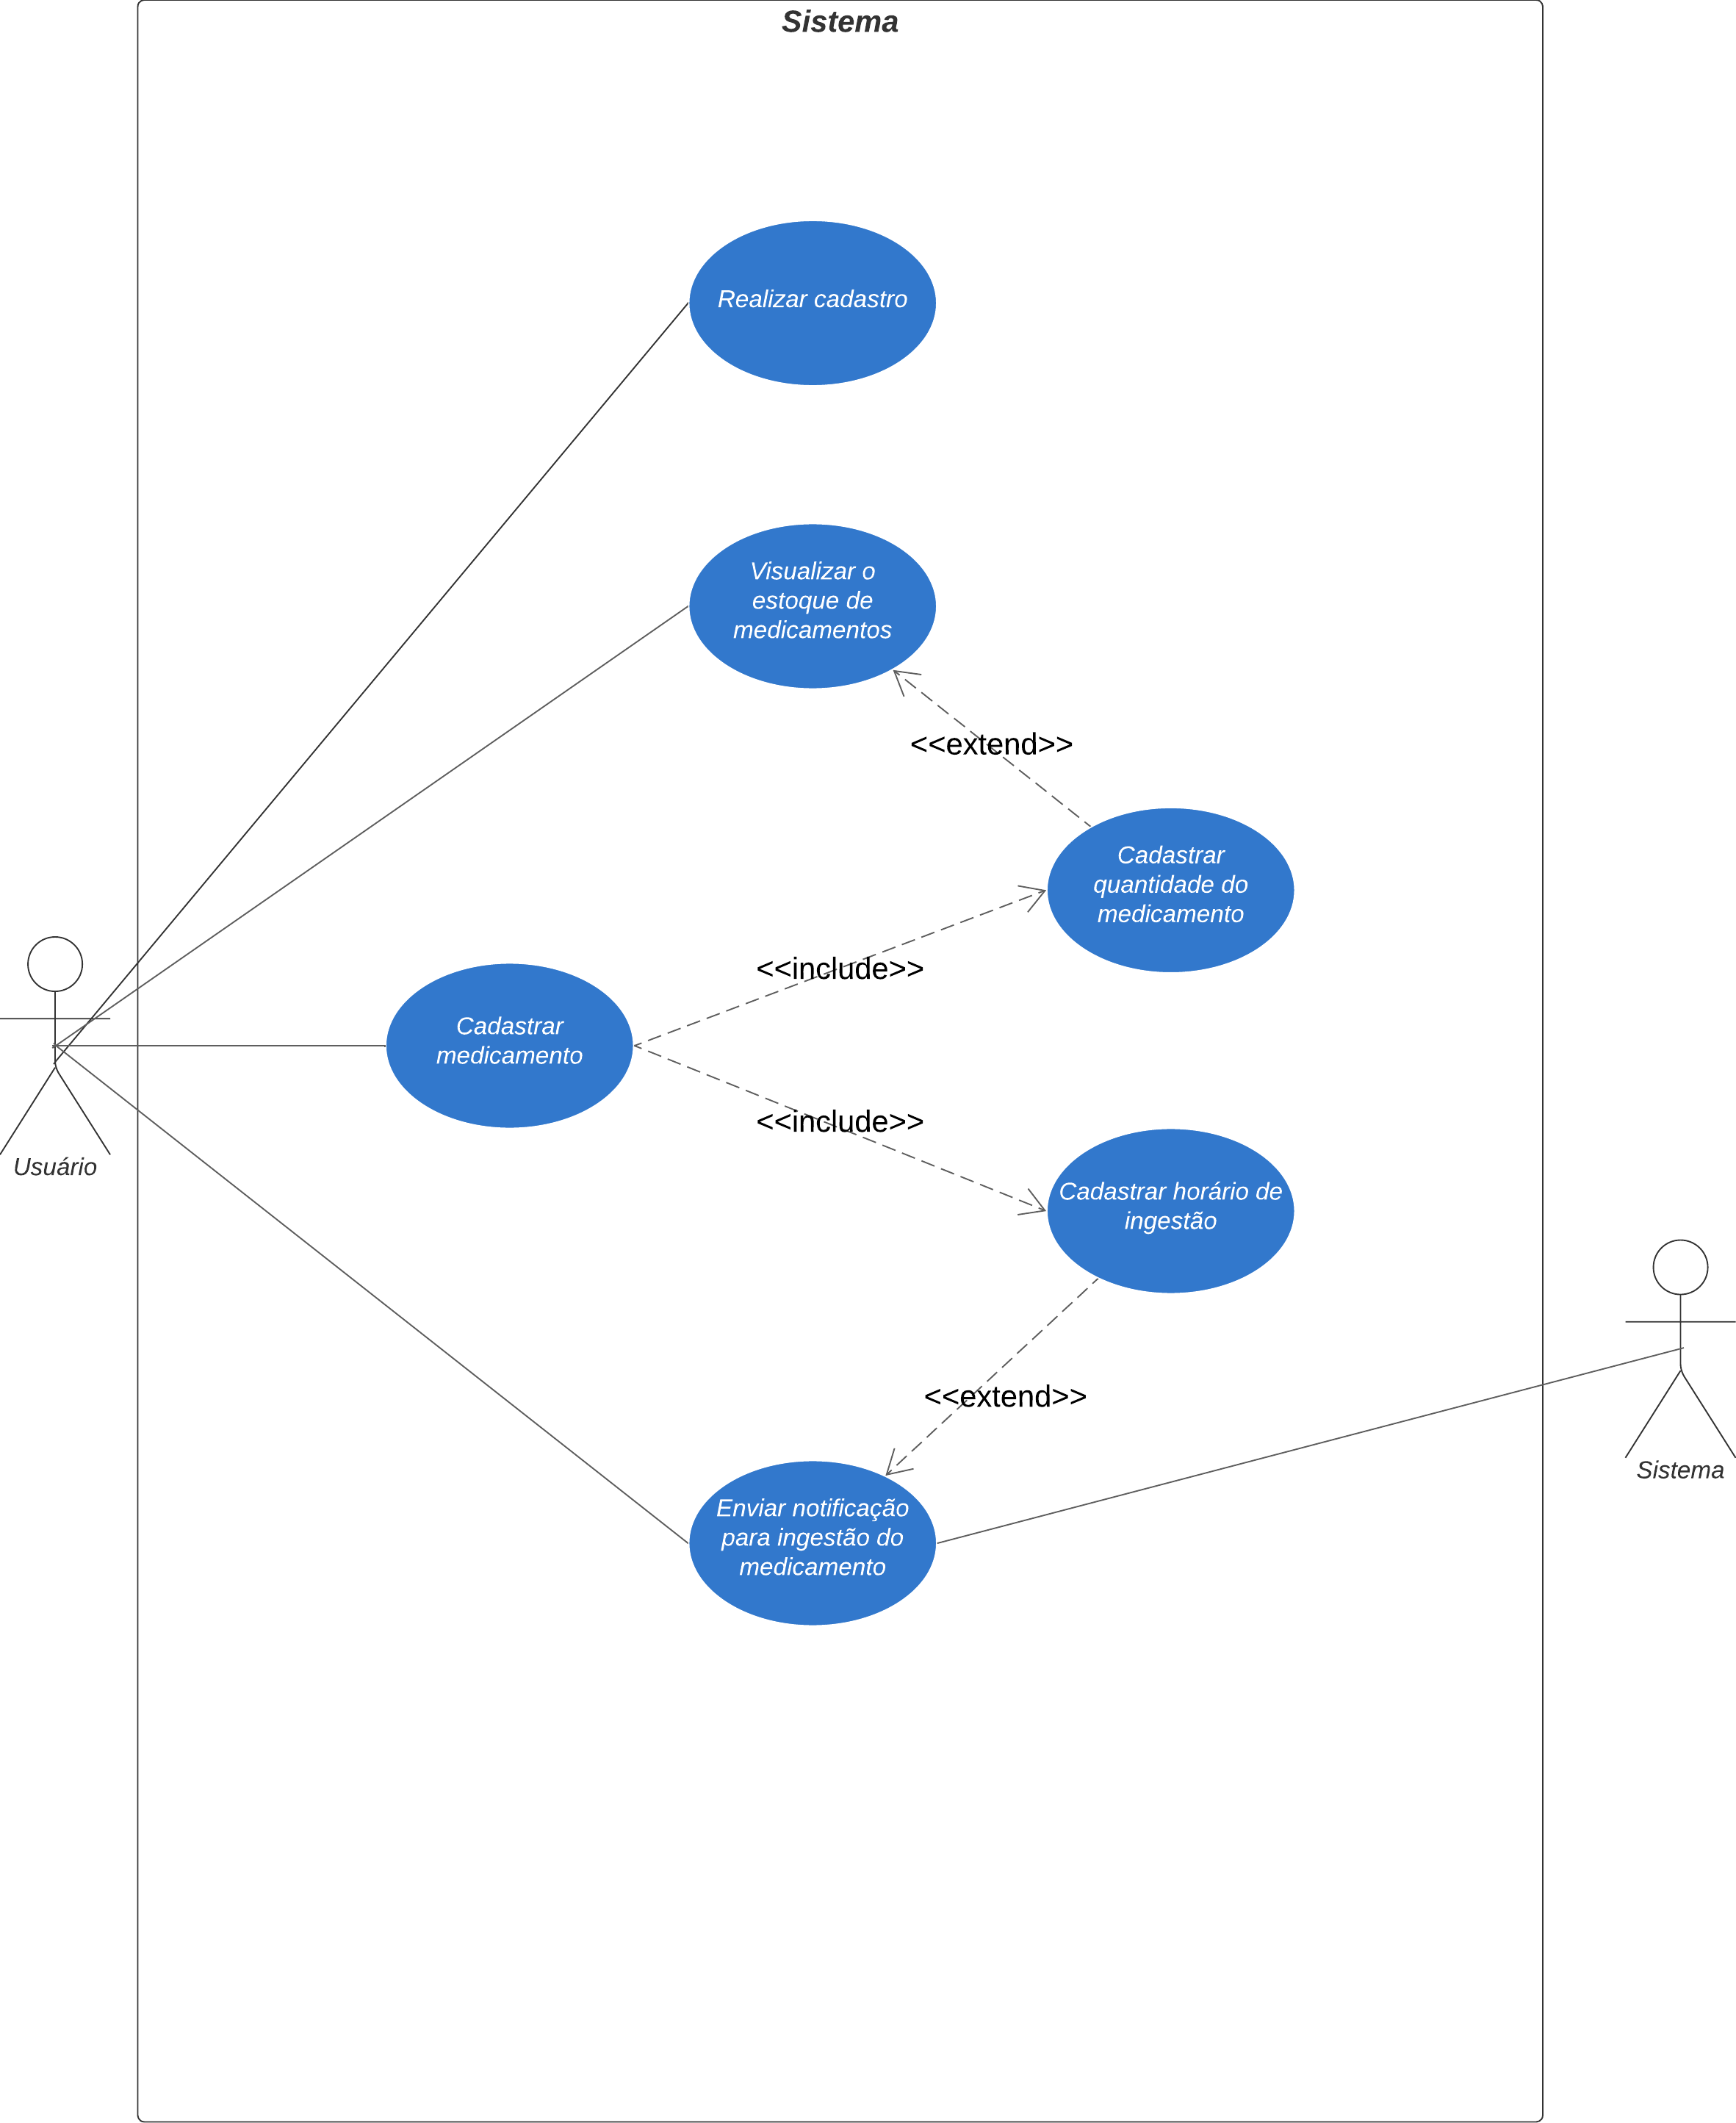 Sistema
Realizar cadastro
Visualizar o
estoque de
medicamentos
<<extend>>
Cadastrar
quantidade do
medicamento
<<include>>
Cadastrar
medicamento
<<include>>
Usuário
Cadastrar horário de
ingestão
<<extend>>
Sistema
Enviar notificação
para ingestão do
medicamento